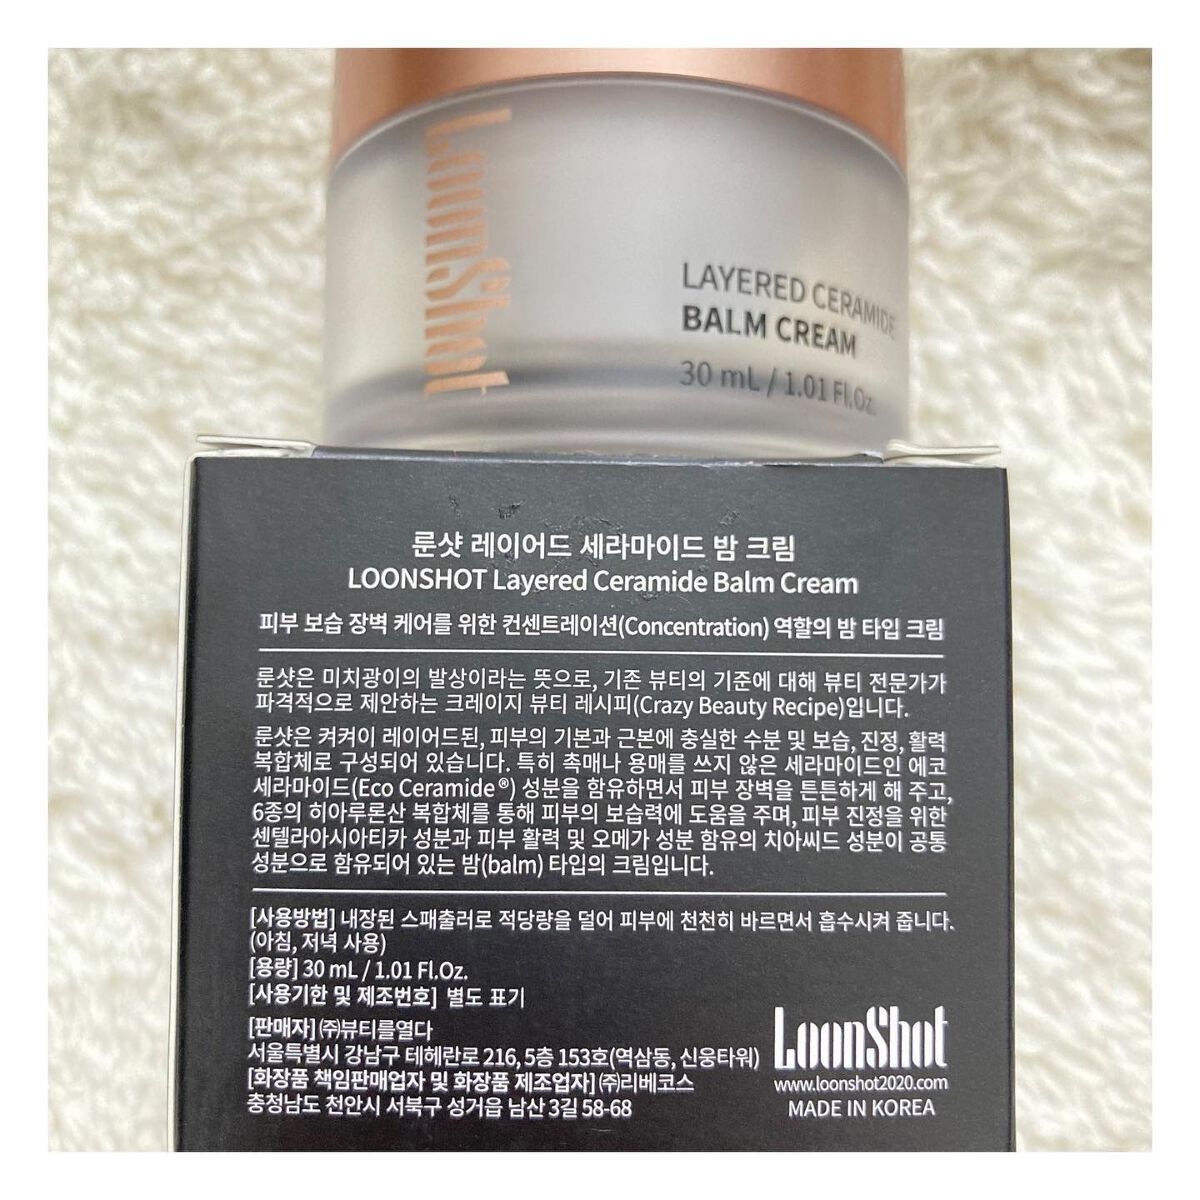 LoonShot
LAYERED CERAMIDE
BALM CREAM
30 mL / 1.01 Fl.Oz.
룬샷 레이어드 세라마이드 밤 크림
LOONSHOT Layered Ceramide Balm Cream
피부 보습 장벽 케어를 위한 컨센트레이션(Concentration) 역할의 밤 타입 크림
룬샷은 미치광이의 발상이라는 뜻으로, 기존 뷰티의 기준에 대해 뷰티 전문가가
파격적으로 제안하는 크레이지 뷰티 레시피(Crazy Beauty Recipe)입니다.
룬샷은 켜켜이 레이어드된, 피부의 기본과 근본에 충실한 수분 및 보습, 진정, 활력
복합체로 구성되어 있습니다. 특히 촉매나 용매를 쓰지 않은 세라마이드인 에코
세라마이드(Eco Ceramide®) 성분을 함유하면서 피부 장벽을 튼튼하게 해 주고,
6종의 히아루론산 복합체를 통해 피부의 보습력에 도움을 주며, 피부 진정을 위한
센텔라아시아티카 성분과 피부 활력 및 오메가 성분 함유의 치아씨드 성분이 공통
성분으로 함유되어 있는 밤(balm) 타입의 크림입니다.
[사용방법] 내장된 스패출러로 적당량을 덜어 피부에 천천히 바르면서 흡수시켜 줍니다.
(아침, 저녁 사용)
[용량] 30 mL / 1.01 Fl.Oz.
[사용기한 및 제조번호] 별도 표기
[판매자] ㈜뷰티를열다
서울특별시 강남구 테헤란로 216, 5층 153호(역삼동, 신웅타워)
[화장품 책임판매업자 및 화장품 제조업자] ㈜리베코스
충청남도 천안시 서북구 성거읍 남산 3길 58-68
LoonShot
www.loonshot2020.com
MADE IN KOREA